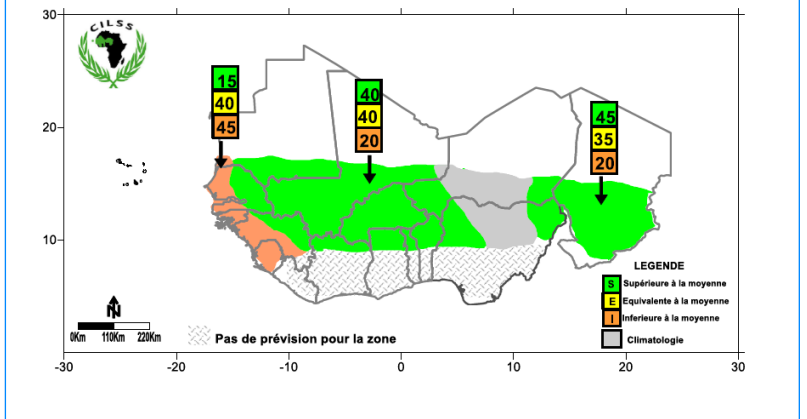 30
CILSS
15
40
45
40
40
20
45
35
20
20
10
LEGENDE
S Supérieure à la moyenne
E Equivalente à la moyenne
I Inferieure à la moyenne
Climatologie
N
0Km 110Km 220Km
Pas de prévision pour la zone
-30 -20 -10 0 10 20 30